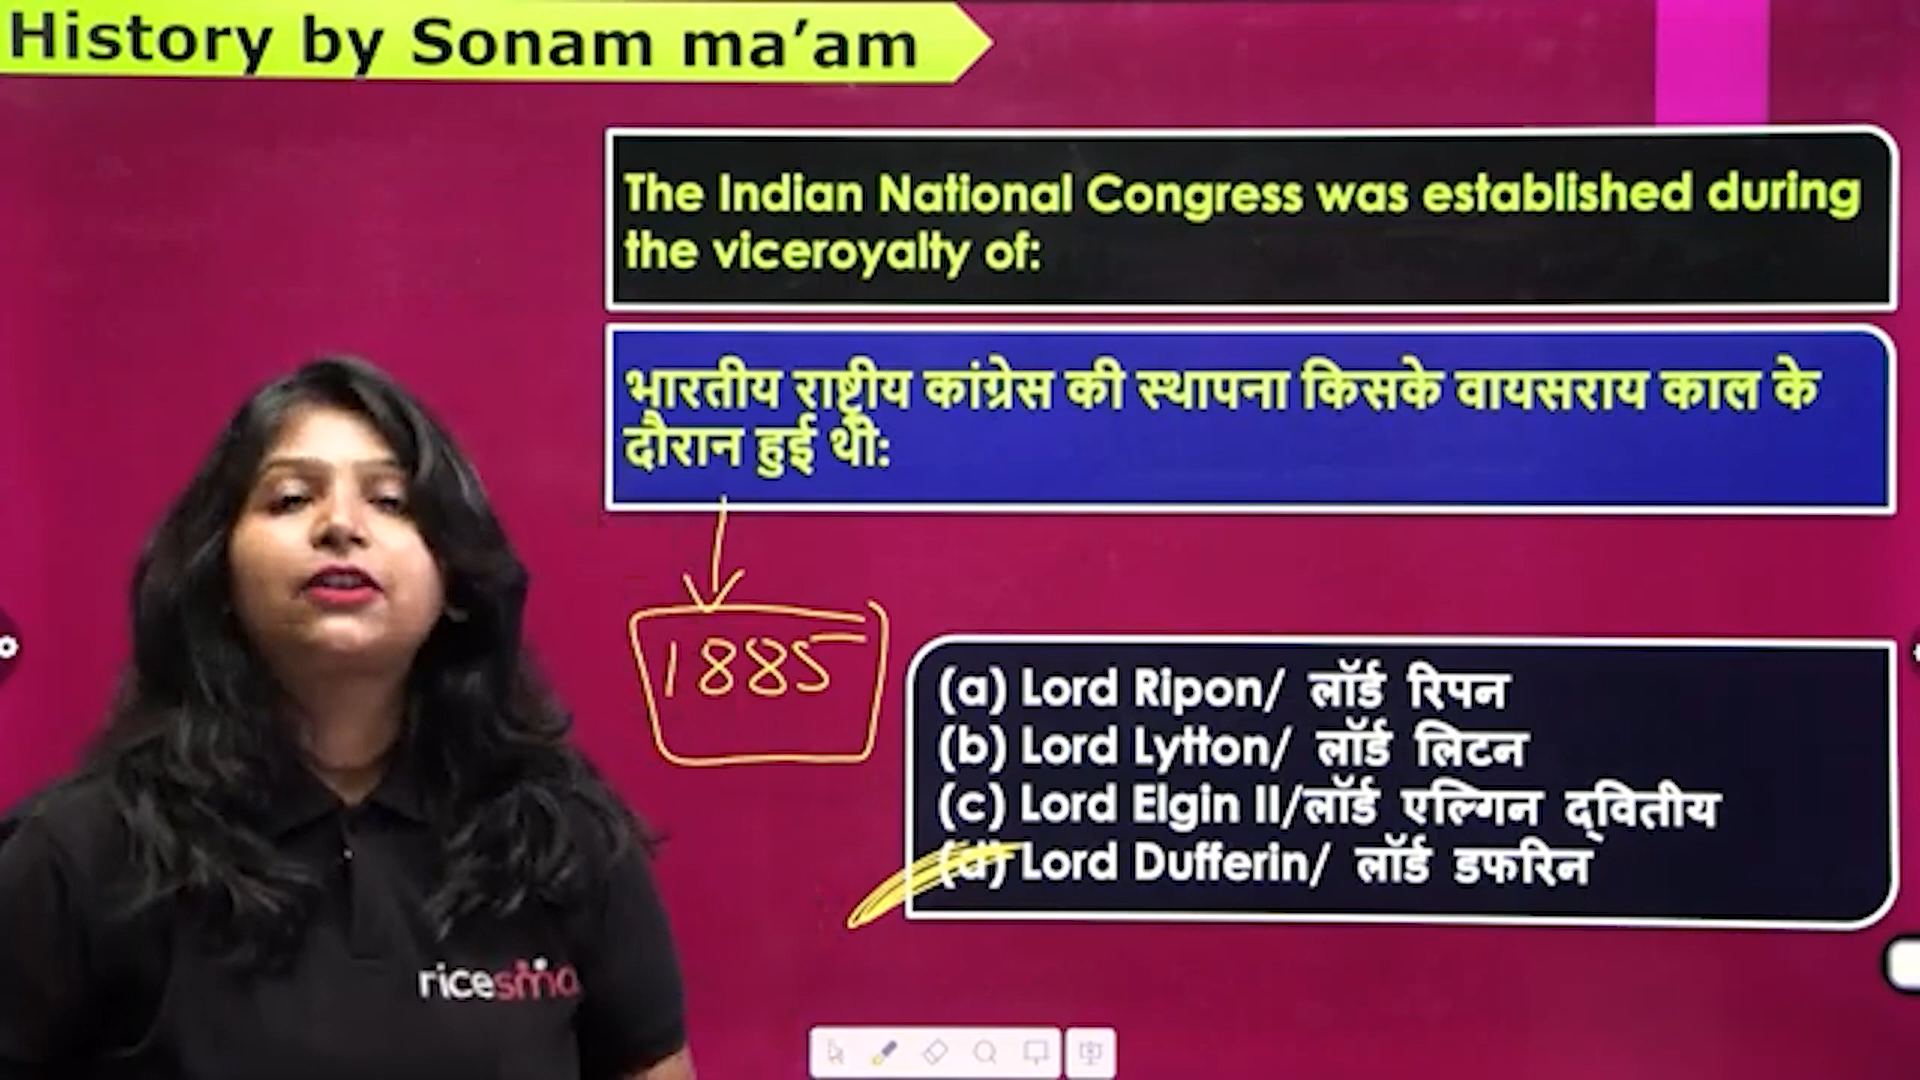 History by Sonam ma’am
The Indian National Congress was established during
the viceroyalty of:
भारतीय राष्ट्रीय कांग्रेस की स्थापना किसके वायसराय काल के
दौरान हुई थी:
1885
(a) Lord Ripon/ लॉर्ड रिपन
(b) Lord Lytton/ लॉर्ड लिटन
(c) Lord Elgin II/लॉर्ड एल्गिन द्वितीय
(d) Lord Dufferin/ लॉर्ड डफरिन